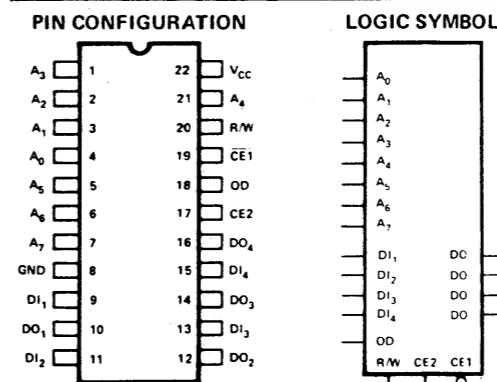 PIN CONFIGURATION
A3 1 22 VCC
A2 2 21 A4
A1 3 20 R/W
A0 4 19 C̅E̅1
A5 5 18 OD
A6 6 17 CE2
A7 7 16 DO4
GND 8 15 DI4
DI1 9 14 DO3
DO1 10 13 DI3
DI2 11 12 DO2
LOGIC SYMBOL
A0
A1
A2
A3
A4
A5
A6
A7
DI1 DO
DI2 DO
DI3 DO
DI4 DO
OD
R/W CE2 CE1